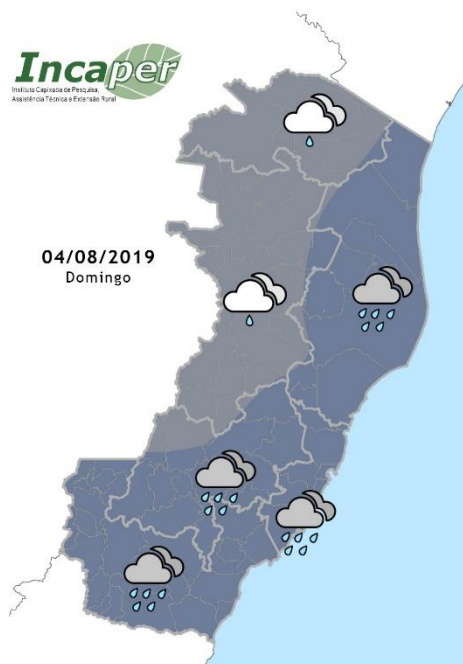 Incaper
Instituto Capixaba de Pesquisa,
Assistência Técnica e Extensão Rural
04/08/2019
Domingo